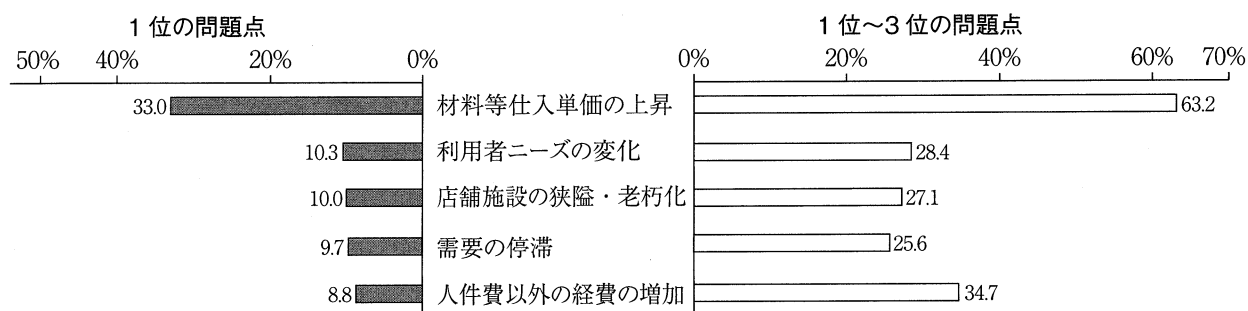 1位の問題点 1位～3位の問題点
50% 40% 20% 0% 0% 20% 40% 60% 70%
33.0 材料等仕入単価の上昇 63.2
10.3 利用者ニーズの変化 28.4
10.0 店舗施設の狭隘・老朽化 27.1
9.7 需要の停滞 25.6
8.8 人件費以外の経費の増加 34.7